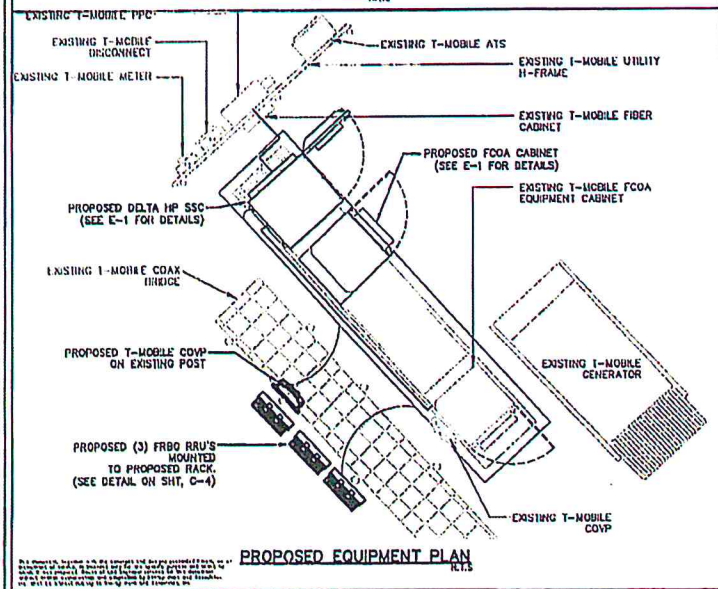 EXISTING T-MOBILE PPC
EXISTING T-MOBILE
DISCONNECT
EXISTING T-MOBILE METER
EXISTING T-MOBILE ATS
EXISTING T-MOBILE UTILITY
H-FRAME
EXISTING T-MOBILE FIBER
CABINET
PROPOSED FCOA CABINET
(SEE E-1 FOR DETAILS)
EXISTING T-MOBILE FCOA
EQUIPMENT CABINET
PROPOSED DELTA HP SSC
(SEE E-1 FOR DETAILS)
EXISTING T-MOBILE COAX
BRIDGE
PROPOSED T-MOBILE COVP
ON EXISTING POST
EXISTING T-MOBILE
GENERATOR
PROPOSED (3) FRBO RRU'S
MOUNTED
TO PROPOSED RACK.
(SEE DETAIL ON SHT, C-4)
EXISTING T-MOBILE
COVP
PROPOSED EQUIPMENT PLAN
N.T.S